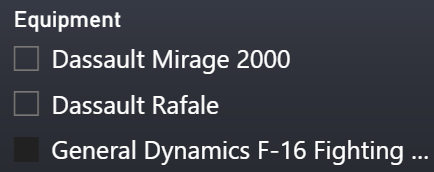 Equipment
Dassault Mirage 2000
Dassault Rafale
General Dynamics F-16 Fighting ...